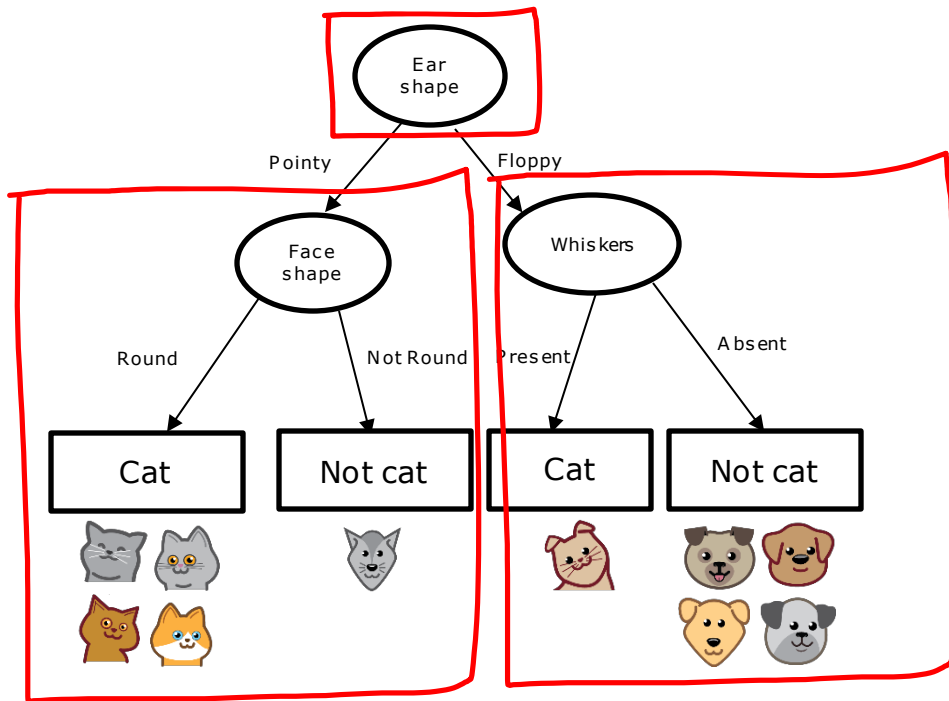 Ear
shape
Pointy
Floppy
Face
shape
Whiskers
Round
Not Round
Present
Absent
Cat
Not cat
Cat
Not cat